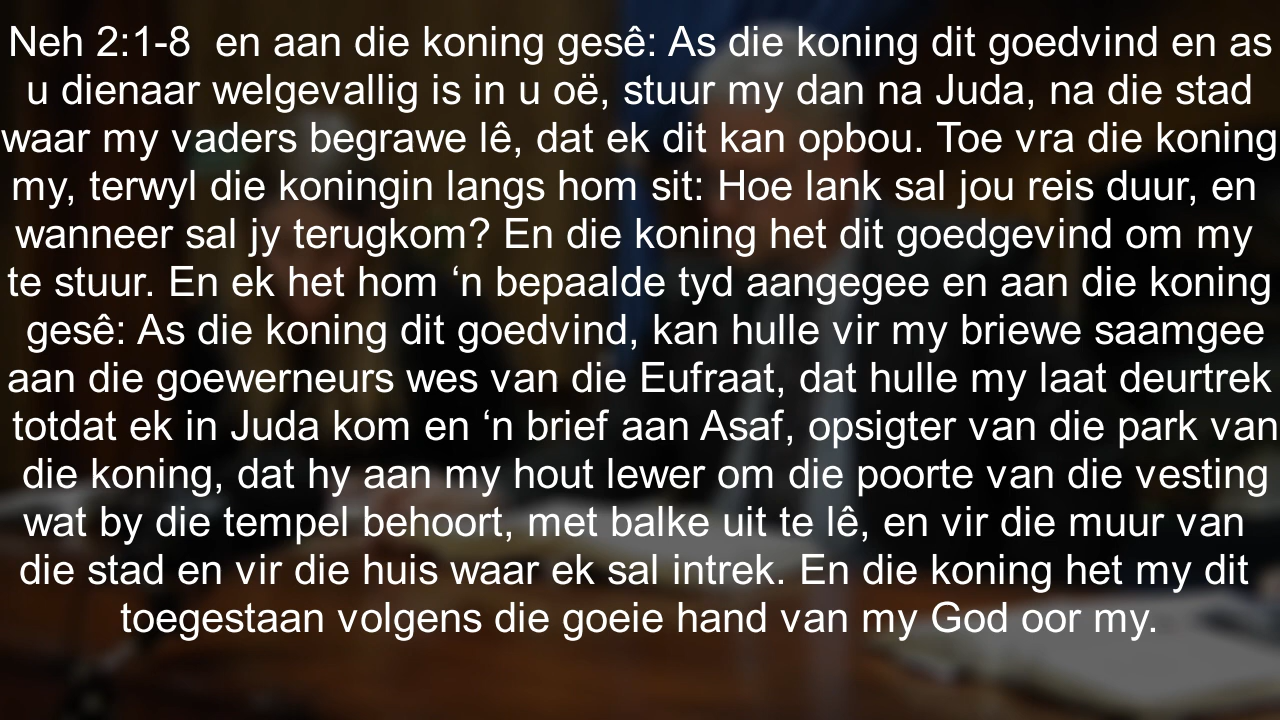 Neh 2:1-8  en aan die koning gesê: As die koning dit goedvind en as
u dienaar welgevallig is in u oë, stuur my dan na Juda, na die stad
waar my vaders begrawe lê, dat ek dit kan opbou. Toe vra die koning
my, terwyl die koningin langs hom sit: Hoe lank sal jou reis duur, en
wanneer sal jy terugkom? En die koning het dit goedgevind om my
te stuur. En ek het hom ‘n bepaalde tyd aangegee en aan die koning
gesê: As die koning dit goedvind, kan hulle vir my briewe saamgee
aan die goewerneurs wes van die Eufraat, dat hulle my laat deurtrek
totdat ek in Juda kom en ‘n brief aan Asaf, opsigter van die park van
die koning, dat hy aan my hout lewer om die poorte van die vesting
wat by die tempel behoort, met balke uit te lê, en vir die muur van
die stad en vir die huis waar ek sal intrek. En die koning het my dit
toegestaan volgens die goeie hand van my God oor my.